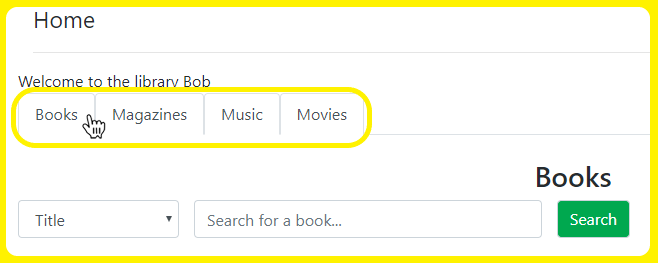 Home
Welcome to the library Bob
Books Magazines Music Movies
Books
Title Search for a book... Search